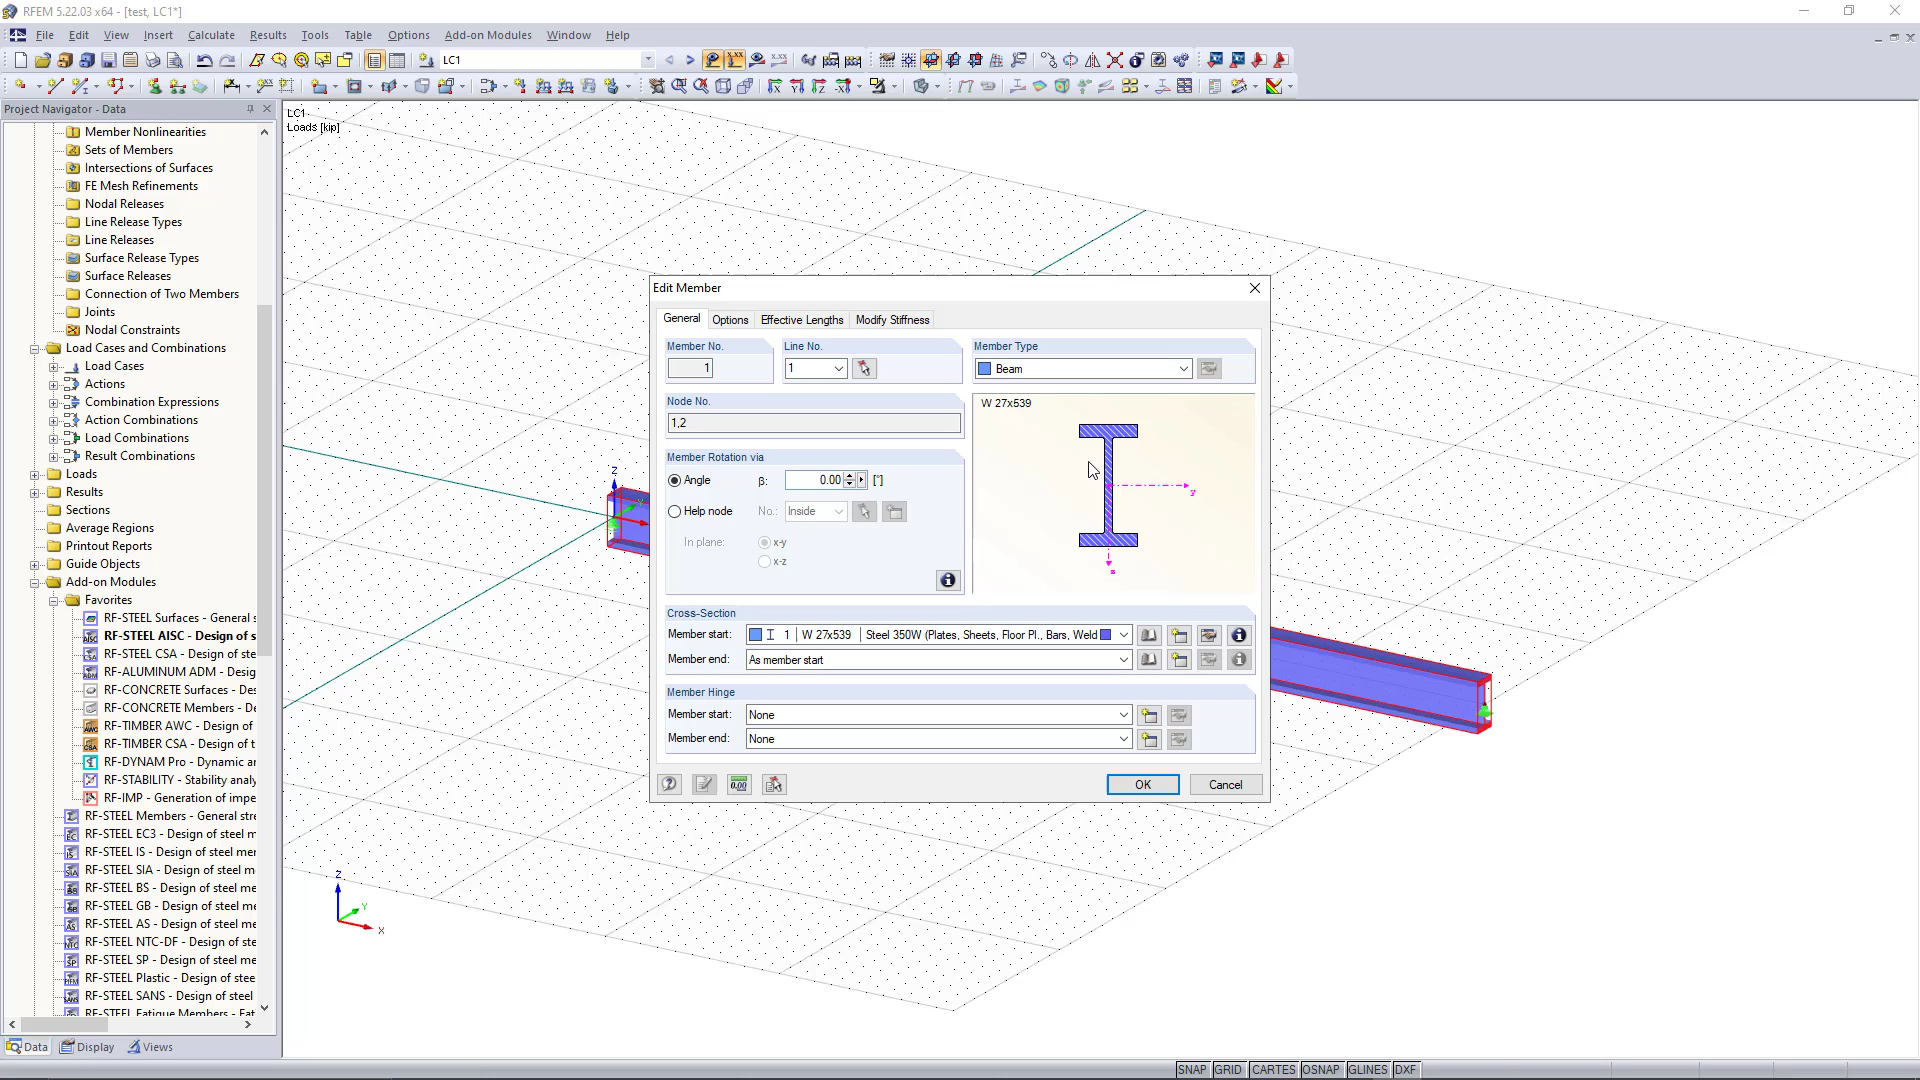 RFEM 5.22.03 x64 - [test, LC1*]
File Edit View Insert Calculate Results Tools Table Options Add-on Modules Window Help
LC1
Project Navigator - Data
Member Nonlinearities
Sets of Members
Intersections of Surfaces
FE Mesh Refinements
Nodal Releases
Line Release Types
Line Releases
Surface Release Types
Surface Releases
Connection of Two Members
Joints
Nodal Constraints
Load Cases and Combinations
Load Cases
Actions
Combination Expressions
Action Combinations
Load Combinations
Result Combinations
Loads
Results
Sections
Average Regions
Printout Reports
Guide Objects
Add-on Modules
Favorites
RF-STEEL Surfaces - General s
RF-STEEL AISC - Design of s
RF-STEEL CSA - Design of ste
RF-ALUMINUM ADM - Desig
RF-CONCRETE Surfaces - Des
RF-CONCRETE Members - Des
RF-TIMBER AWC - Design of
RF-TIMBER CSA - Design of t
RF-DYNAM Pro - Dynamic ar
RF-STABILITY - Stability analy
RF-IMP - Generation of impe
RF-STEEL Members - General stre
RF-STEEL EC3 - Design of steel m
RF-STEEL IS - Design of steel mer
RF-STEEL SIA - Design of steel m
RF-STEEL BS - Design of steel me
RF-STEEL GB - Design of steel me
RF-STEEL AS - Design of steel me
RF-STEEL NTC-DF - Design of ste
RF-STEEL SP - Design of steel me
RF-STEEL Plastic - Design of stee
RF-STEEL SANS - Design of steel
RF-STEEL Fatigue Members - Fat
Data Display Views
LC1
Loads [kip]
Z
Z
Y
X
Edit Member
General Options Effective Lengths Modify Stiffness
Member No.
1
Line No.
1
Member Type
Beam
Node No.
1,2
W 27x539
y
z
Member Rotation via
Angle β: 0.00 [°]
Help node No.: Inside
In plane: x-y
x-z
Cross-Section
Member start: 1 W 27x539 Steel 350W (Plates, Sheets, Floor Pl., Bars, Weld
Member end: As member start
Member Hinge
Member start: None
Member end: None
0.00
OK Cancel
SNAP GRID CARTES OSNAP GLINES DXF